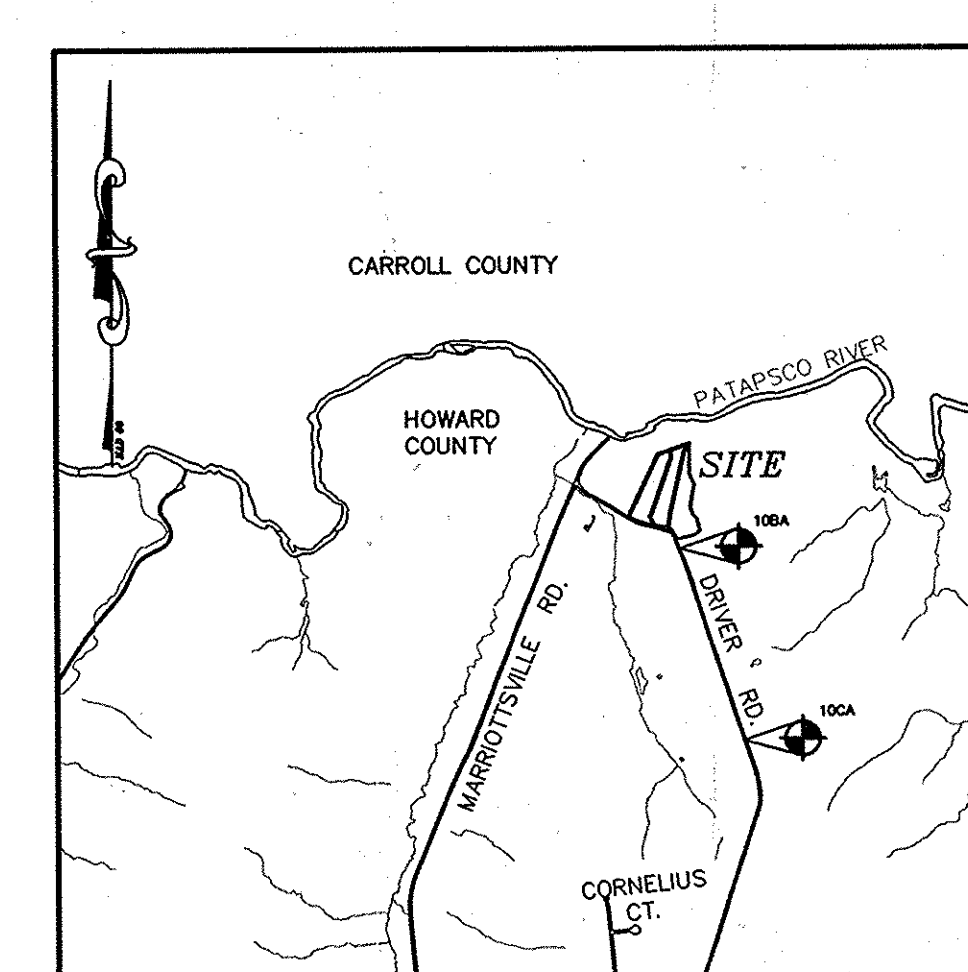 CARROLL COUNTY
PATAPSCO RIVER
HOWARD
COUNTY
SITE
10BA
DRIVER RD.
MARRIOTTSVILLE RD.
10CA
CORNELIUS
CT.